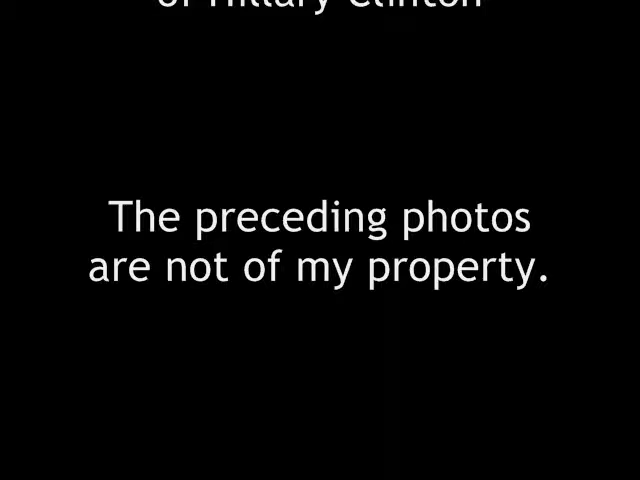 of Hillary Clinton
The preceding photos
are not of my property.